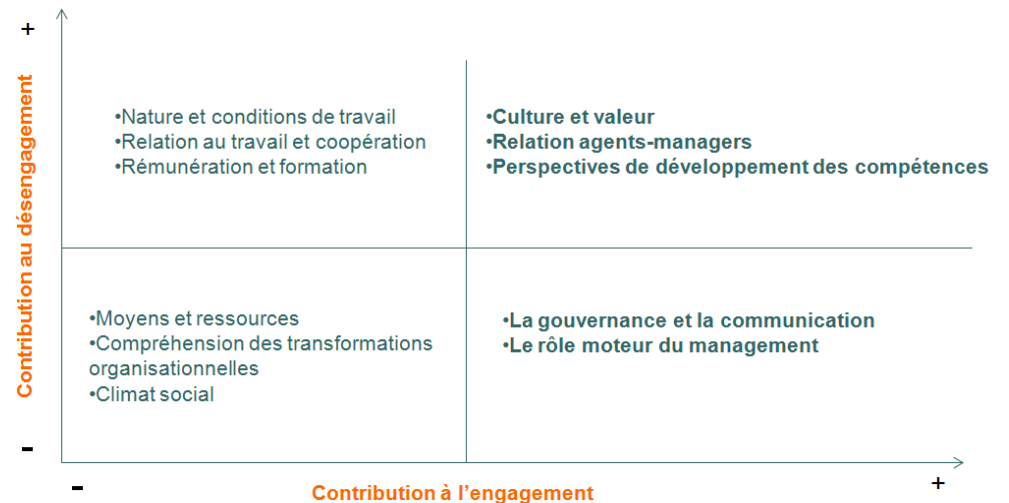 +
Contribution au désengagement
•Nature et conditions de travail
•Relation au travail et coopération
•Rémunération et formation
•Culture et valeur
•Relation agents-managers
•Perspectives de développement des compétences
•Moyens et ressources
•Compréhension des transformations
organisationnelles
•Climat social
•La gouvernance et la communication
•Le rôle moteur du management
-
-
Contribution à l’engagement
+